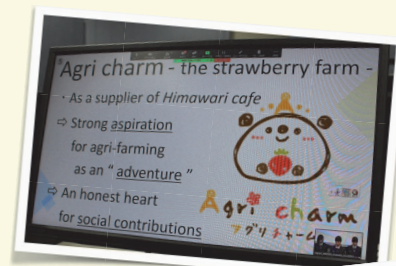 Agri charm - the strawberry farm -
・As a supplier of Himawari cafe
⇨ Strong aspiration
for agri-farming
as an " adventure "
⇨ An honest heart
for social contributions
Agri charm
アグリチャーム